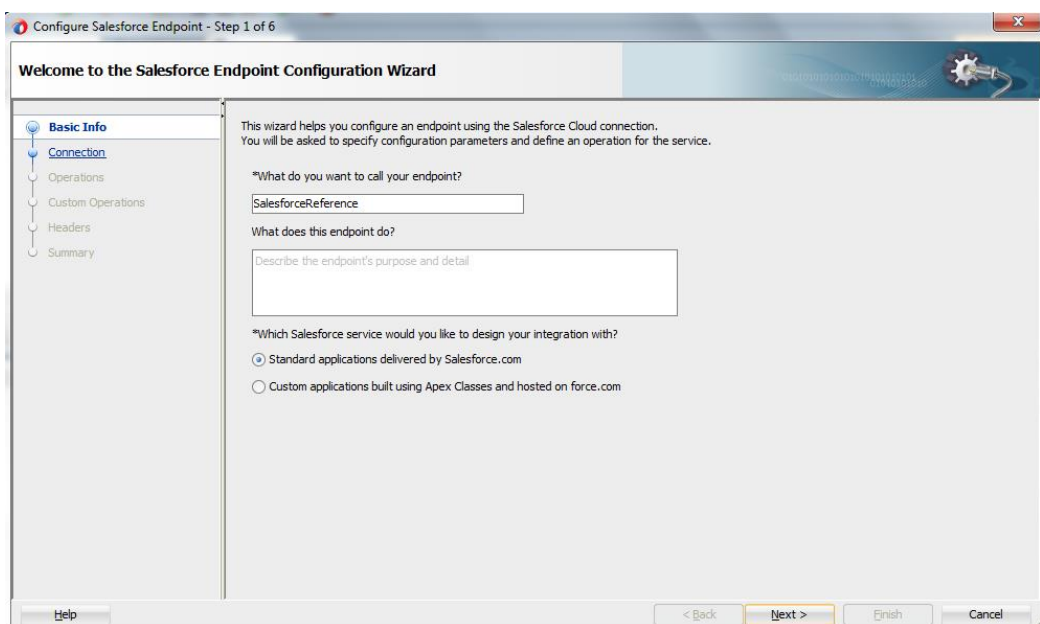 Configure Salesforce Endpoint - Step 1 of 6
Welcome to the Salesforce Endpoint Configuration Wizard
Basic Info
Connection
Operations
Custom Operations
Headers
Summary
This wizard helps you configure an endpoint using the Salesforce Cloud connection.
You will be asked to specify configuration parameters and define an operation for the service.
*What do you want to call your endpoint?
SalesforceReference
What does this endpoint do?
Describe the endpoint's purpose and detail
*Which Salesforce service would you like to design your integration with?
Standard applications delivered by Salesforce.com
Custom applications built using Apex Classes and hosted on force.com
Help
< Back
Next >
Finish
Cancel